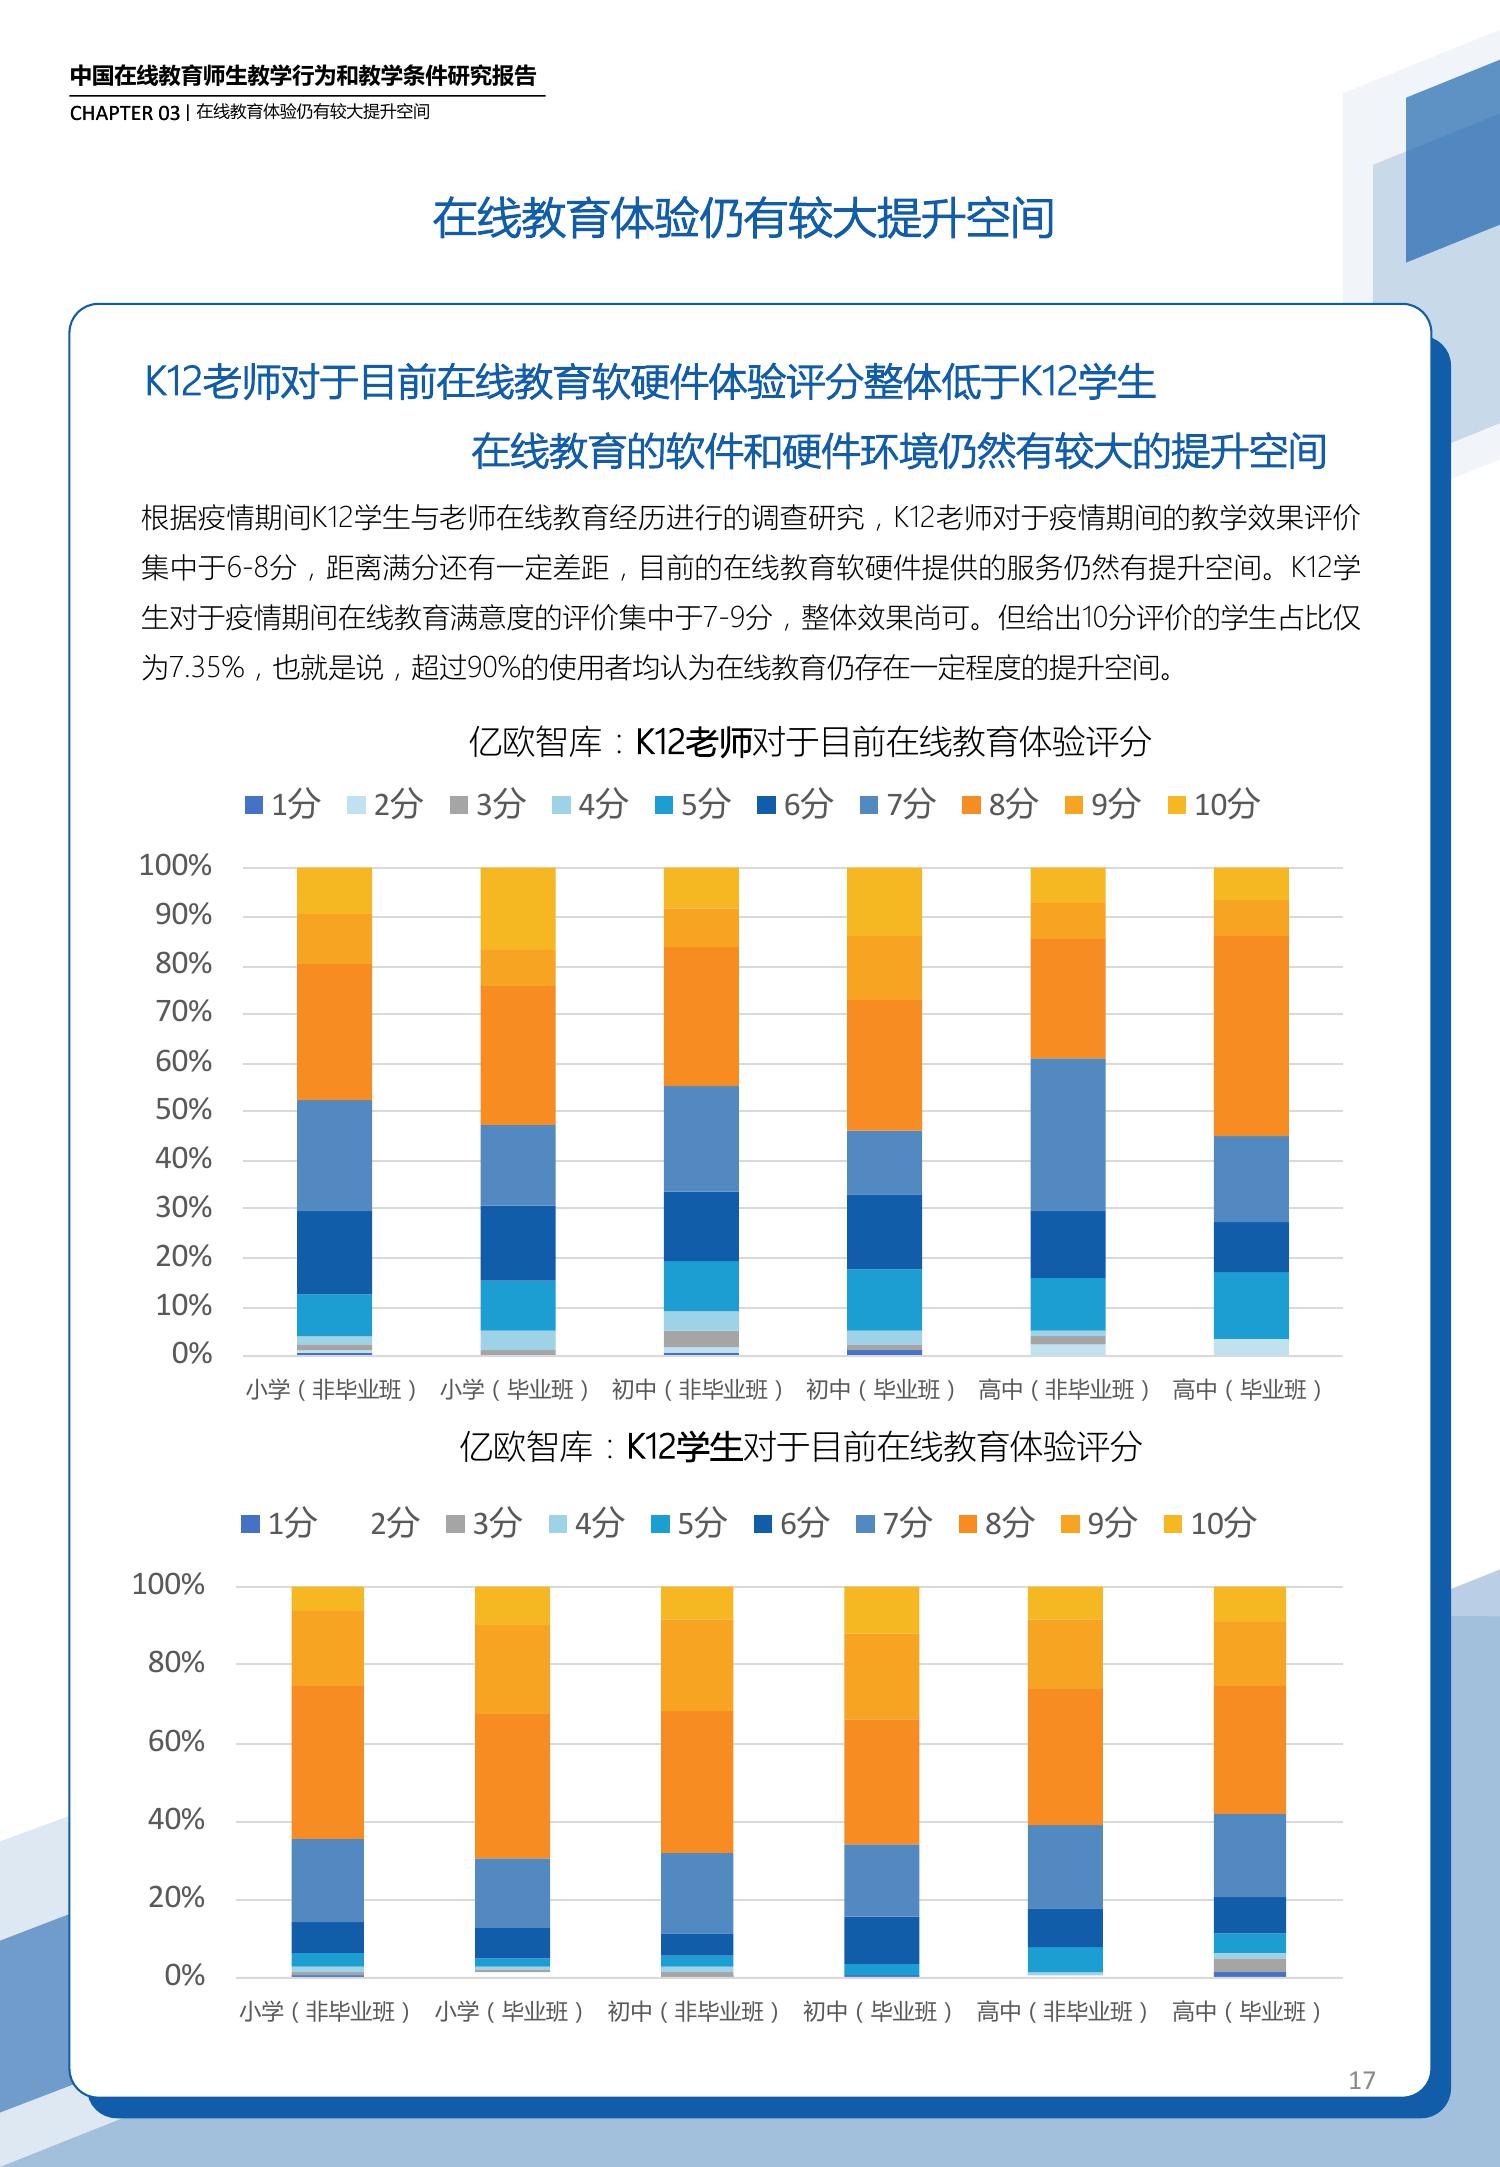 中国在线教育师生教学行为和教学条件研究报告
CHAPTER 03 | 在线教育体验仍有较大提升空间
在线教育体验仍有较大提升空间
K12老师对于目前在线教育软硬件体验评分整体低于K12学生
在线教育的软件和硬件环境仍然有较大的提升空间
根据疫情期间K12学生与老师在线教育经历进行的调查研究，K12老师对于疫情期间的教学效果评价
集中于6-8分，距离满分还有一定差距，目前的在线教育软硬件提供的服务仍然有提升空间。K12学
生对于疫情期间在线教育满意度的评价集中于7-9分，整体效果尚可。但给出10分评价的学生占比仅
为7.35%，也就是说，超过90%的使用者均认为在线教育仍存在一定程度的提升空间。
亿欧智库：K12老师对于目前在线教育体验评分
1分 2分 3分 4分 5分 6分 7分 8分 9分 10分
100%
90%
80%
70%
60%
50%
40%
30%
20%
10%
0%
小学（非毕业班） 小学（毕业班） 初中（非毕业班） 初中（毕业班） 高中（非毕业班） 高中（毕业班）
亿欧智库：K12学生对于目前在线教育体验评分
1分 2分 3分 4分 5分 6分 7分 8分 9分 10分
100%
80%
60%
40%
20%
0%
小学（非毕业班） 小学（毕业班） 初中（非毕业班） 初中（毕业班） 高中（非毕业班） 高中（毕业班）
17